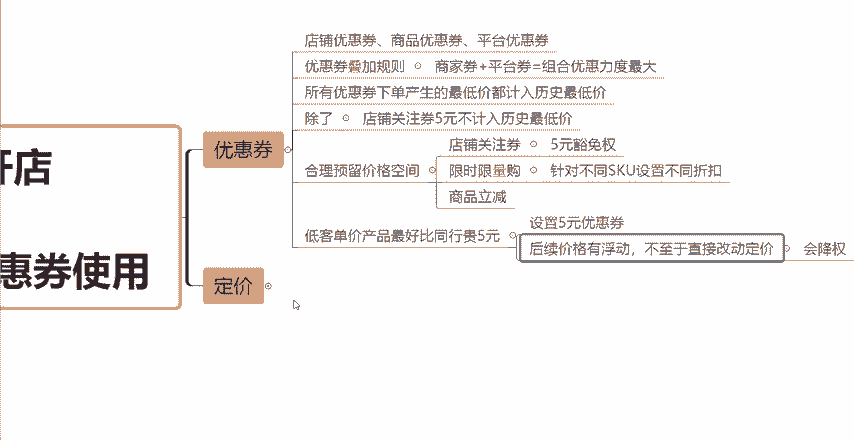 开店
惠券使用
优惠券
店铺优惠券、商品优惠券、平台优惠券
优惠券叠加规则 商家券+平台券=组合优惠力度最大
所有优惠券下单产生的最低价都计入历史最低价
除了 店铺关注券5元不计入历史最低价
合理预留价格空间
店铺关注券 5元豁免权
限时限量购 针对不同SKU设置不同折扣
商品立减
低客单价产品最好比同行贵5元
设置5元优惠券
后续价格有浮动，不至于直接改动定价 会降权
定价